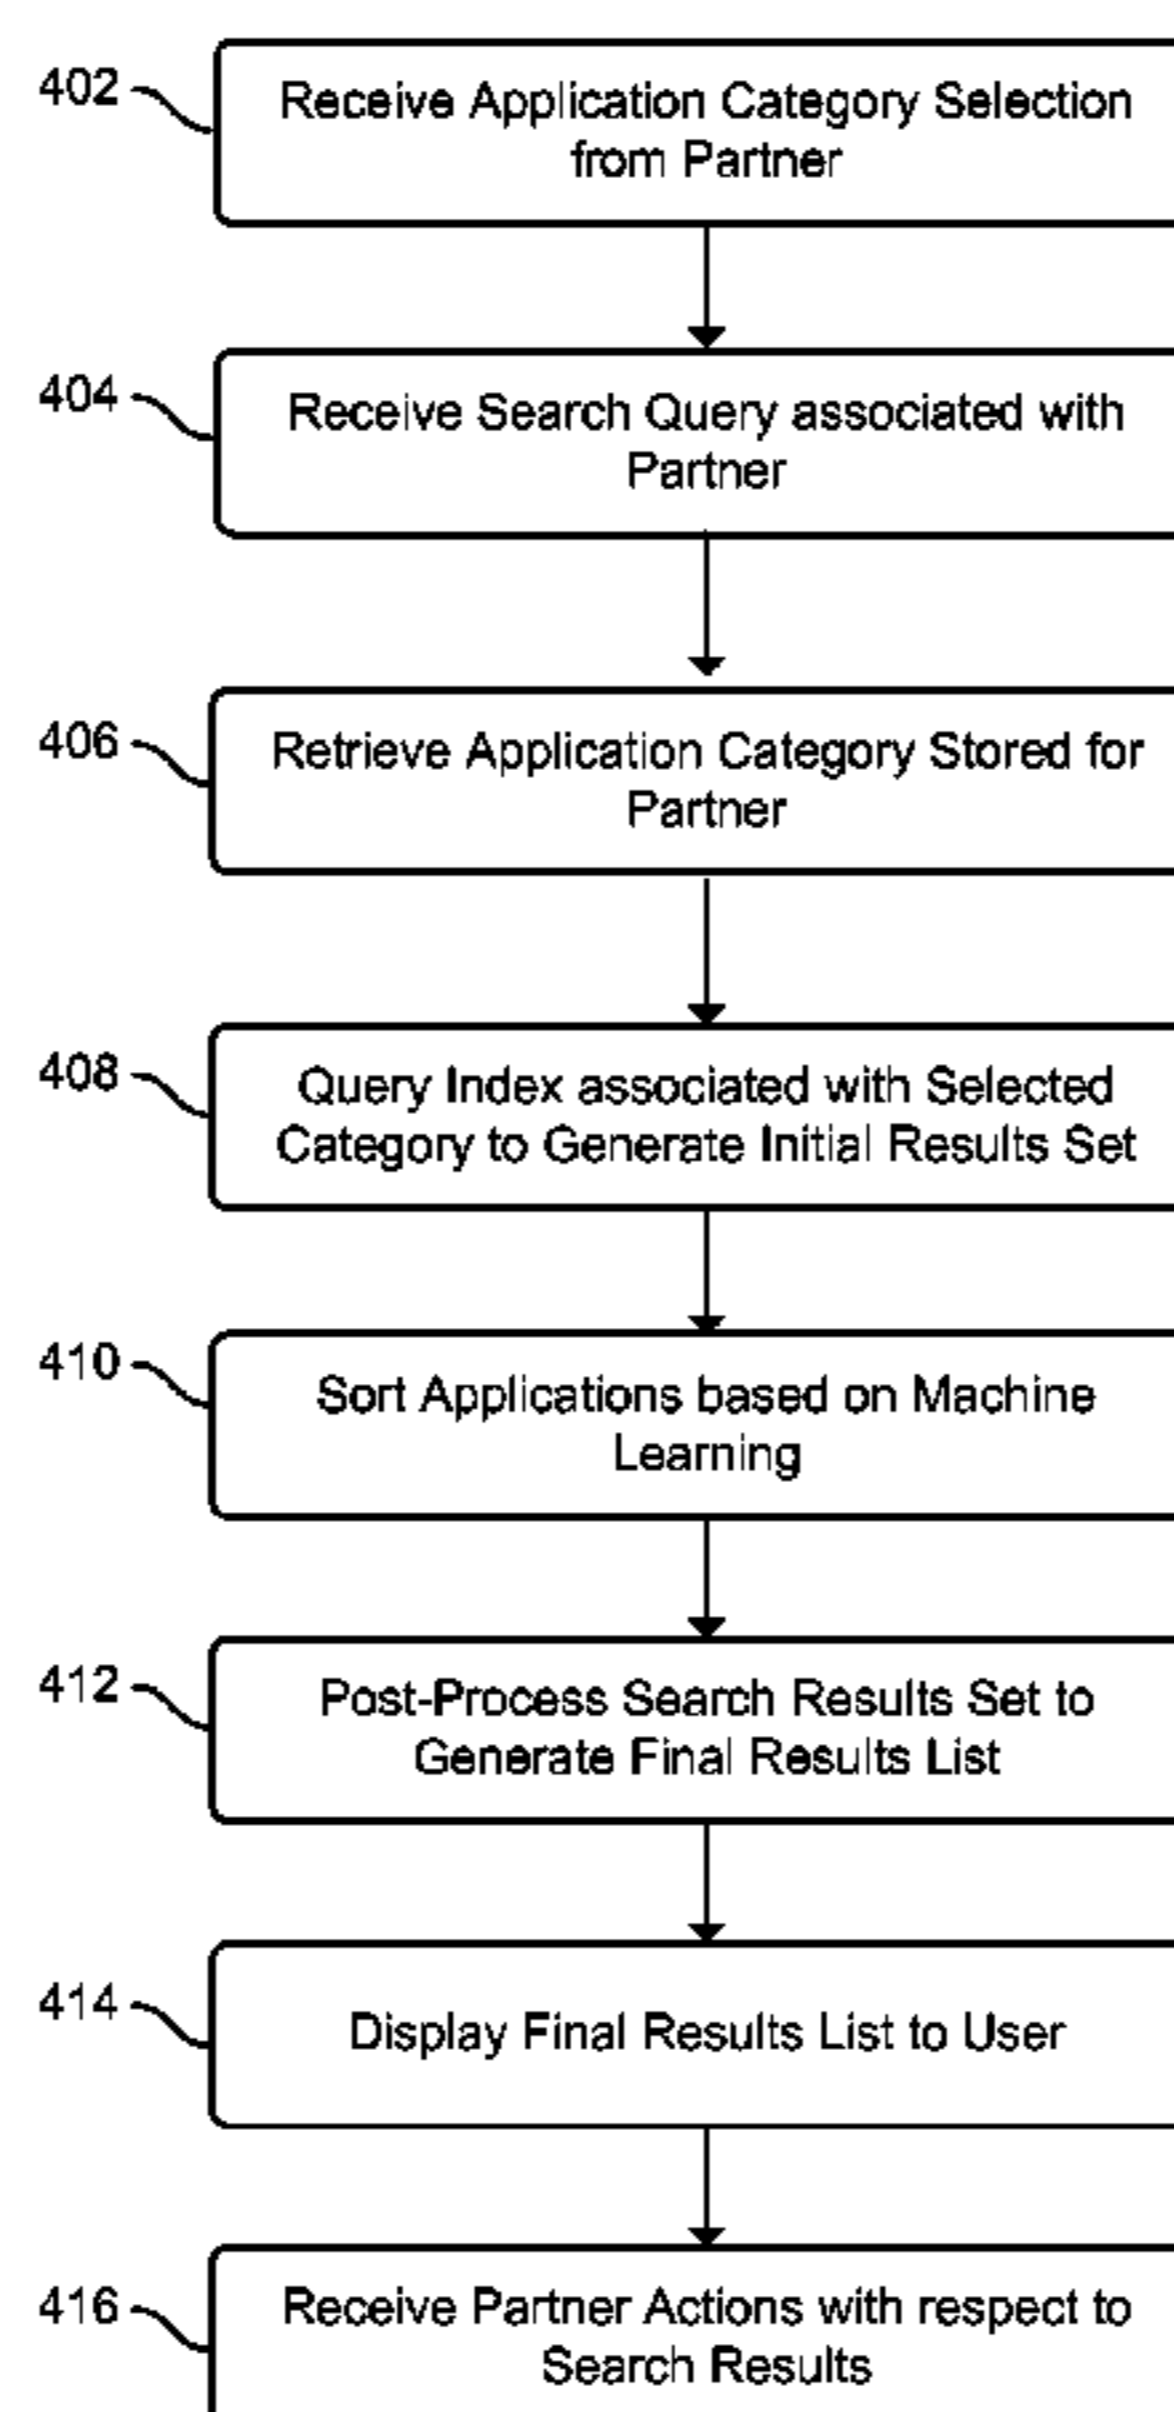 402
Receive Application Category Selection
from Partner
404
Receive Search Query associated with
Partner
406
Retrieve Application Category Stored for
Partner
408
Query Index associated with Selected
Category to Generate Initial Results Set
410
Sort Applications based on Machine
Learning
412
Post-Process Search Results Set to
Generate Final Results List
414
Display Final Results List to User
416
Receive Partner Actions with respect to
Search Results